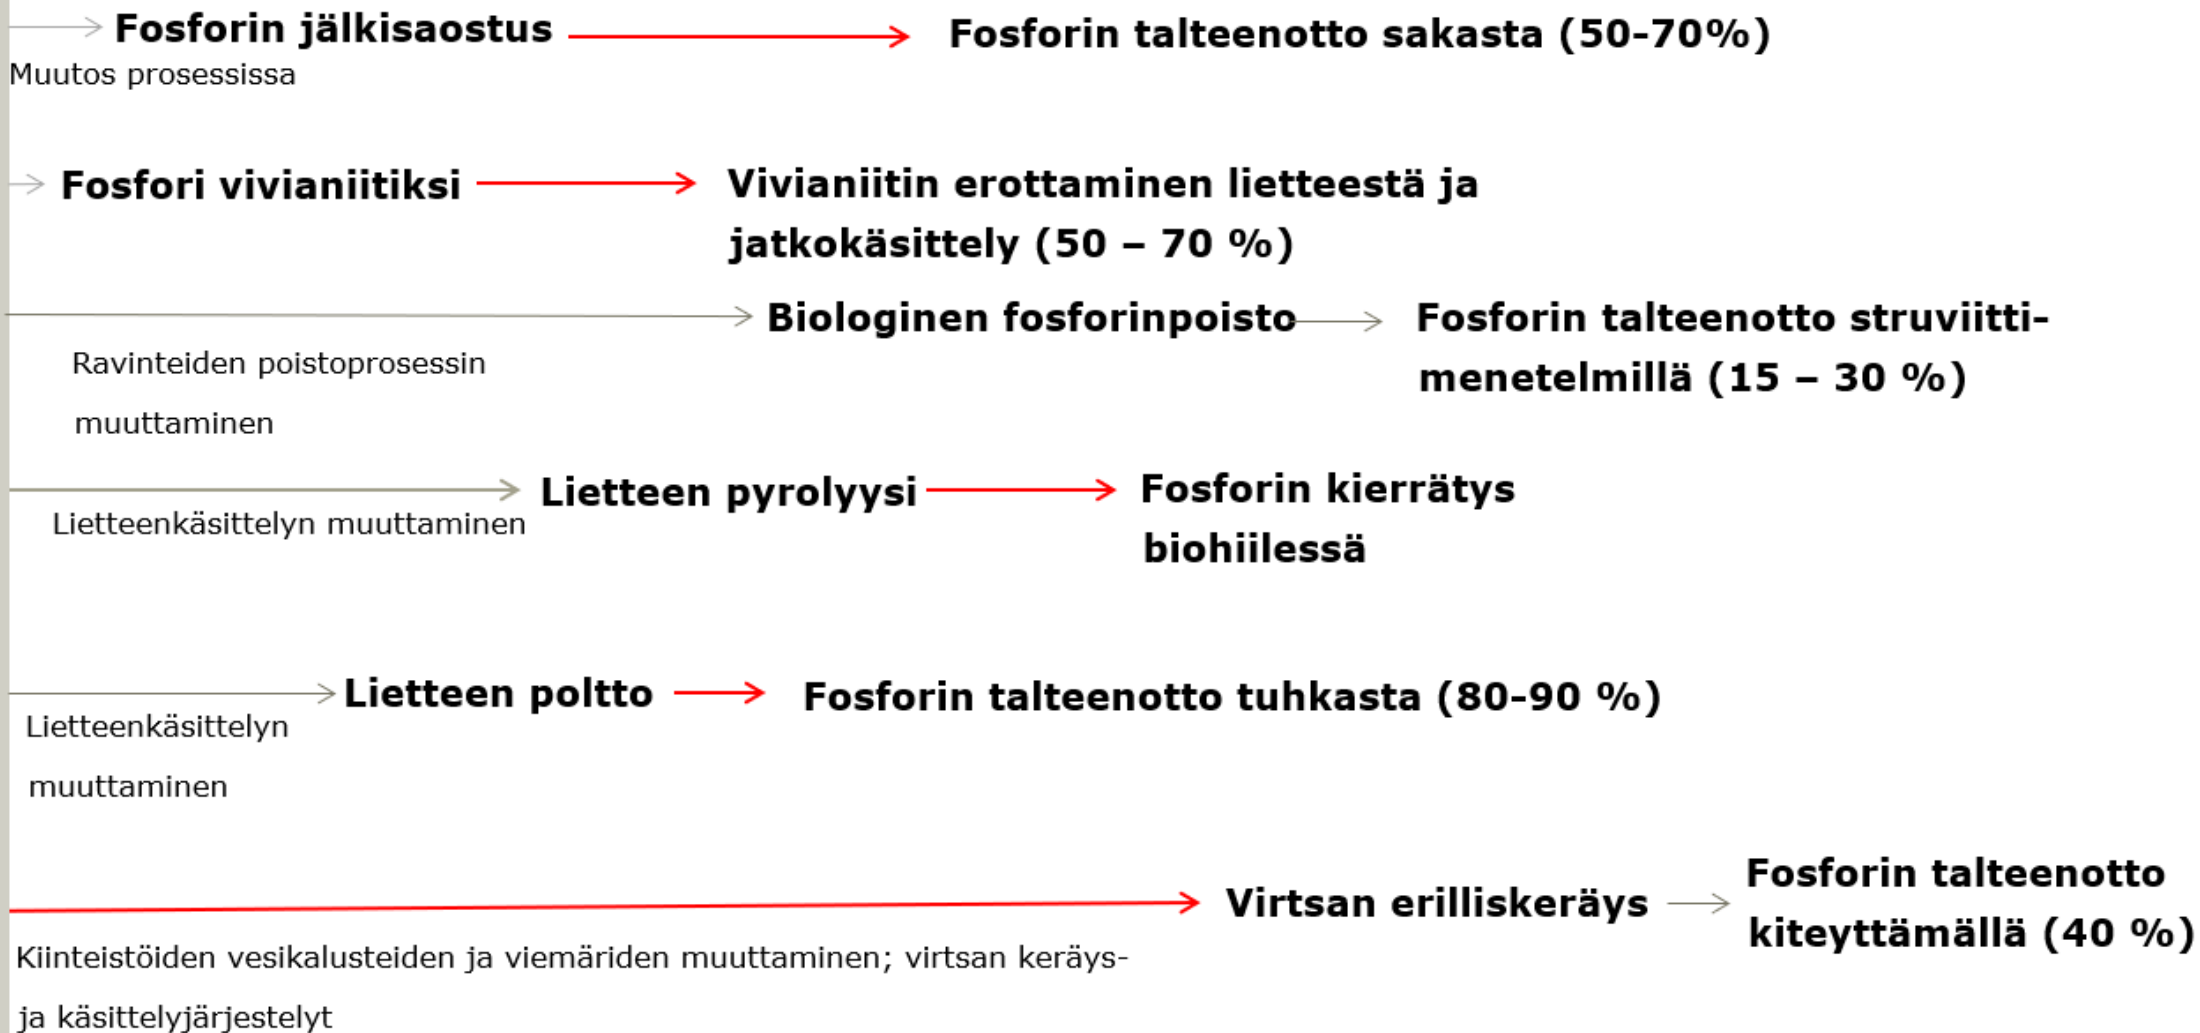 Fosforin jälkisaostus
Fosforin talteenotto sakasta (50-70%)
Muutos prosessissa
Fosfori vivianiitiksi
Vivianiitin erottaminen lietteestä ja
jatkokäsittely (50 – 70 %)
Biologinen fosforinpoisto
Fosforin talteenotto struviitti-
menetelmillä (15 – 30 %)
Ravinteiden poistoprosessin
muuttaminen
Lietteen pyrolyysi
Fosforin kierrätys
biohiilessä
Lietteenkäsittelyn muuttaminen
Lietteen poltto
Fosforin talteenotto tuhkasta (80-90 %)
Lietteenkäsittelyn
muuttaminen
Virtsan erilliskeräys
Fosforin talteenotto
kiteyttämällä (40 %)
Kiinteistöiden vesikalusteiden ja viemäriden muuttaminen; virtsan keräys-
ja käsittelyjärjestelyt